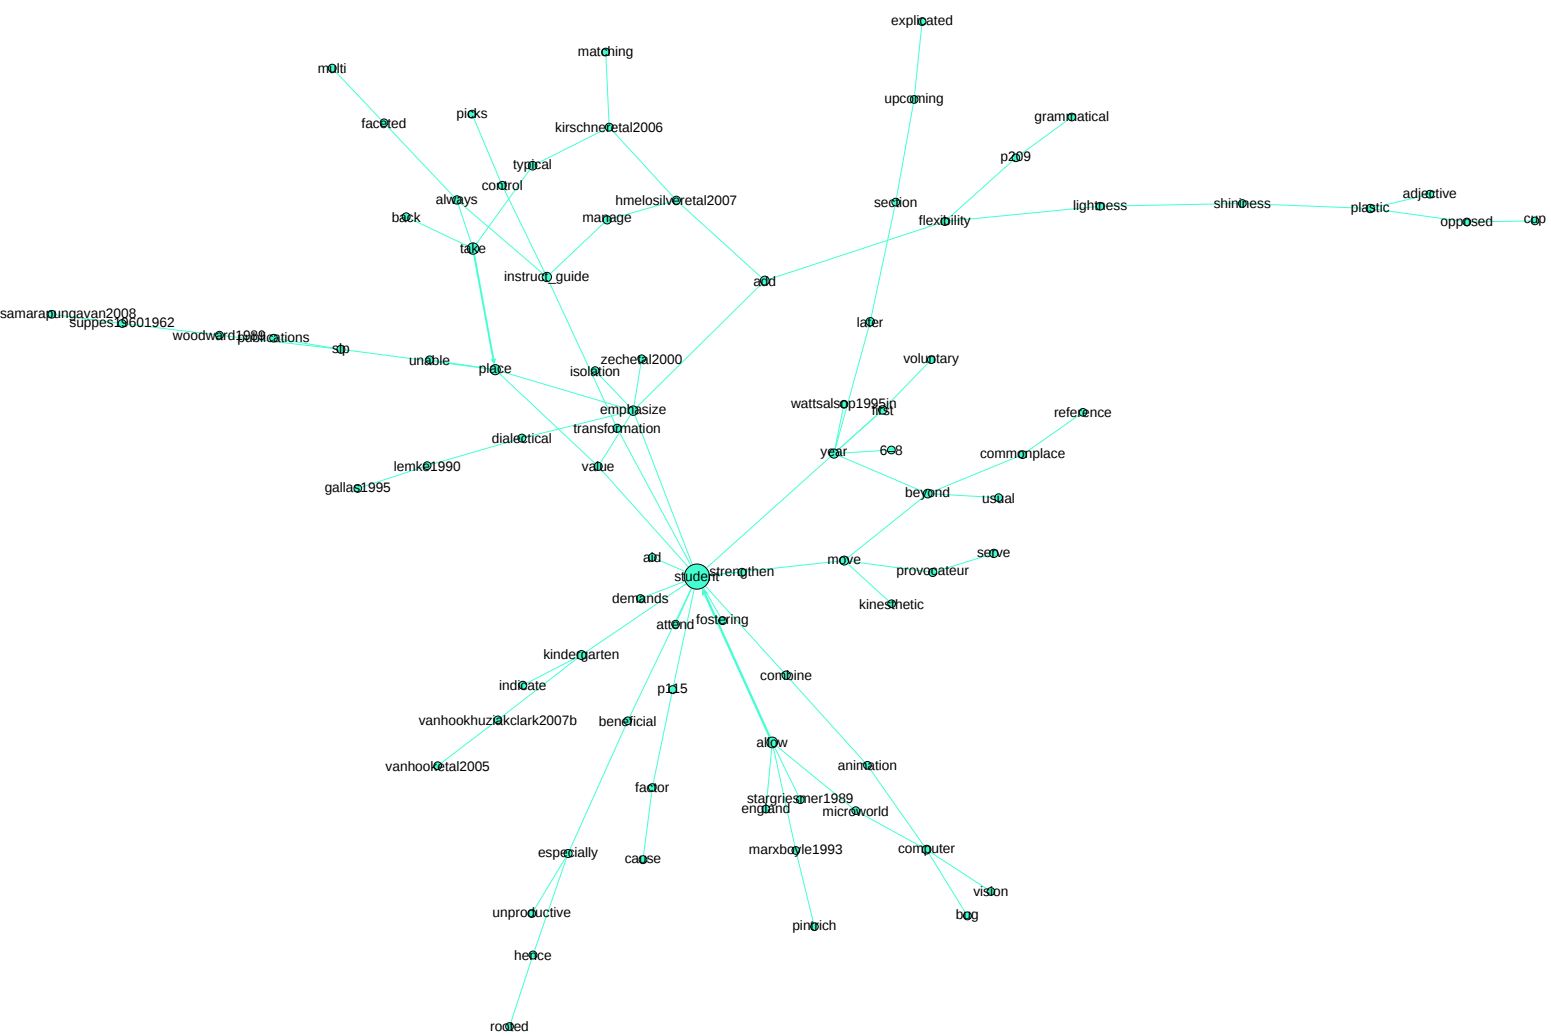 explicated
matching
multi
upcoming
picks
grammatical
faceted
kirschneretal2006
p209
typical
control
adjective
always
hmelosilveretal2007
section
lightness
shininess
plastic
back
manage
flexibility
opposed
cup
take
instruct_guide
add
samarapungavan2008
suppes19601962
later
woodward1989
publications
sip
unable
place
isolation
zechetal2000
voluntary
emphasize
wattsalsop1995in
first
reference
transformation
dialectical
year
6–8
commonplace
lemke1990
value
gallas1995
beyond
usual
aid
student
strengthen
move
provocateur
serve
demands
attend
fostering
kinesthetic
kindergarten
indicate
p115
combine
vanhookhuziakclark2007b
beneficial
allow
vanhooketal2005
animation
factor
stargriesmer1989
england
microworld
especially
cause
marxboyle1993
computer
vision
unproductive
bug
pintrich
hence
rooted